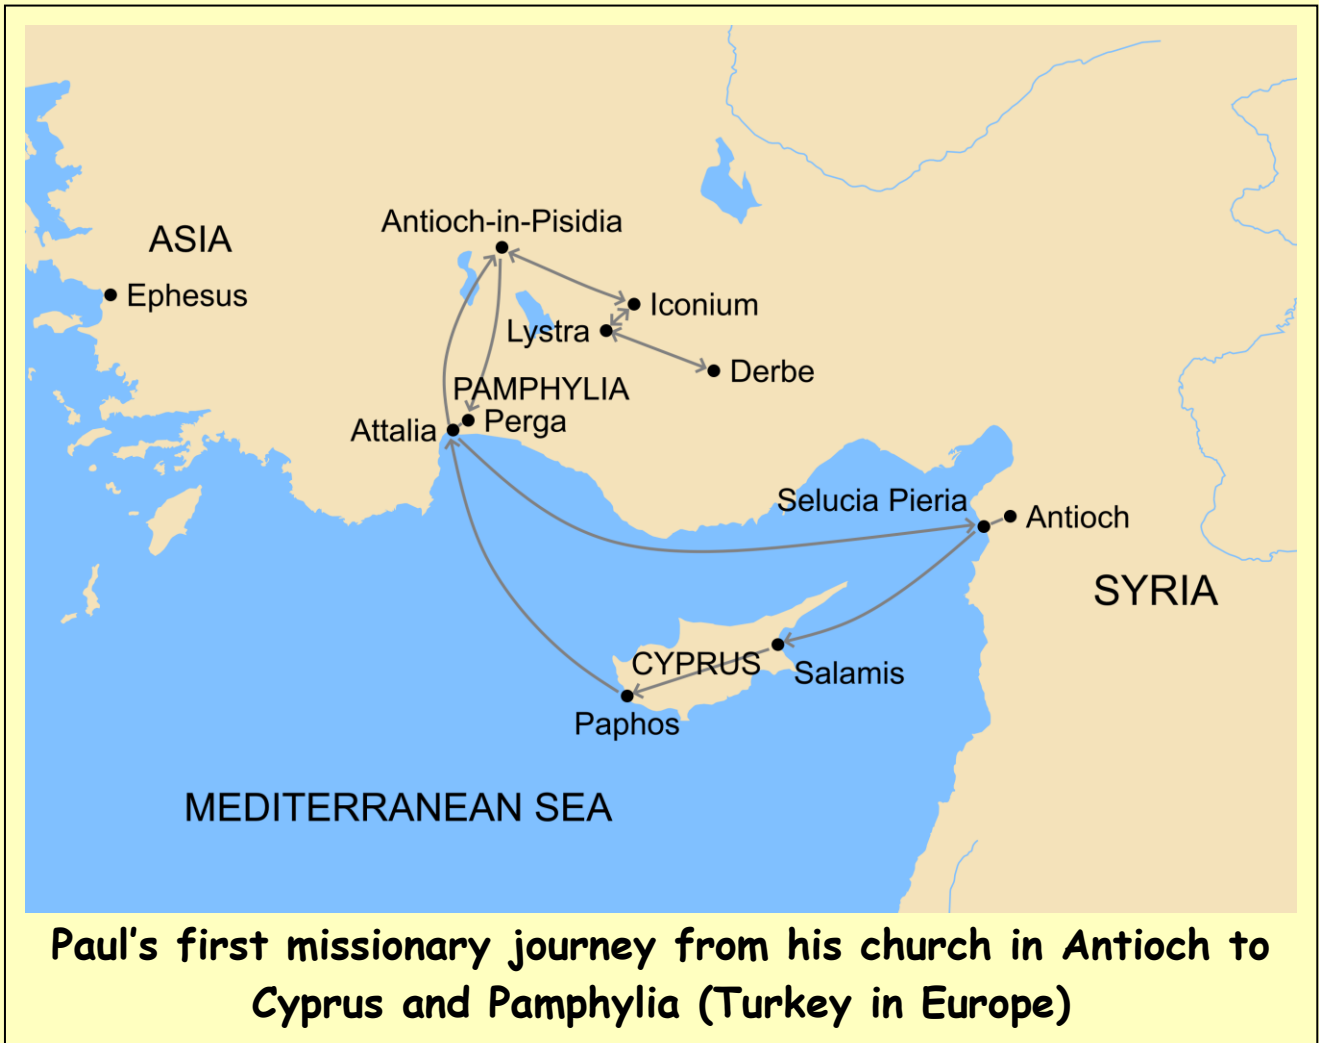 Antioch-in-Pisidia
ASIA
Ephesus
Iconium
Lystra
Derbe
PAMPHYLIA
Perga
Attalia
Selucia Pieria
Antioch
SYRIA
CYPRUS
Salamis
Paphos
MEDITERRANEAN SEA
Paul's first missionary journey from his church in Antioch to
Cyprus and Pamphylia (Turkey in Europe)